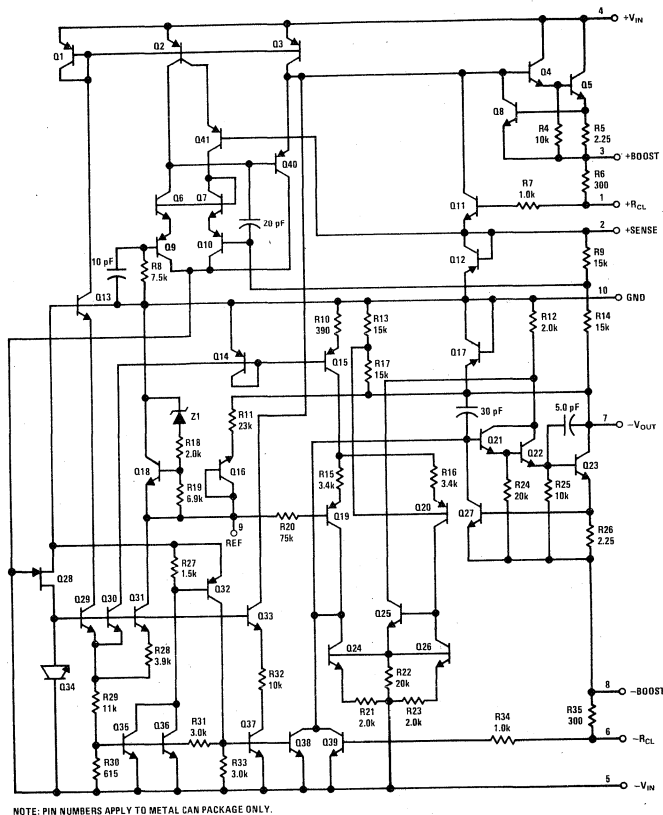 4 +VIN
Q1
Q2
Q3
Q4
Q5
Q8
R4
10k
R5
2.25
3 +BOOST
Q41
Q40
R6
300
R7
1.0k
1 +RCL
Q6
Q7
Q11
20 pF
2 +SENSE
Q9
Q10
Q12
R9
15k
10 pF
R8
7.5k
Q13
10 GND
R10
390
R13
15k
R12
2.0k
R14
15k
Q14
Q15
Q17
R17
15k
Z1
R11
23k
30 pF
5.0 pF
7 −VOUT
R18
2.0k
Q21
Q22
Q23
Q18
Q16
R15
3.4k
R16
3.4k
R19
6.9k
R24
20k
R25
10k
Q27
9
REF
R20
75k
Q19
Q20
R26
2.25
R27
1.5k
Q32
Q28
Q29
Q30
Q31
Q33
Q25
R28
3.9k
Q24
Q26
Q34
R32
10k
R22
20k
8 −BOOST
R29
11k
R21
2.0k
R23
2.0k
R35
300
Q35
Q36
R31
3.0k
Q37
Q38
Q39
R34
1.0k
6 −RCL
R30
615
R33
3.0k
5 −VIN
NOTE: PIN NUMBERS APPLY TO METAL CAN PACKAGE ONLY.